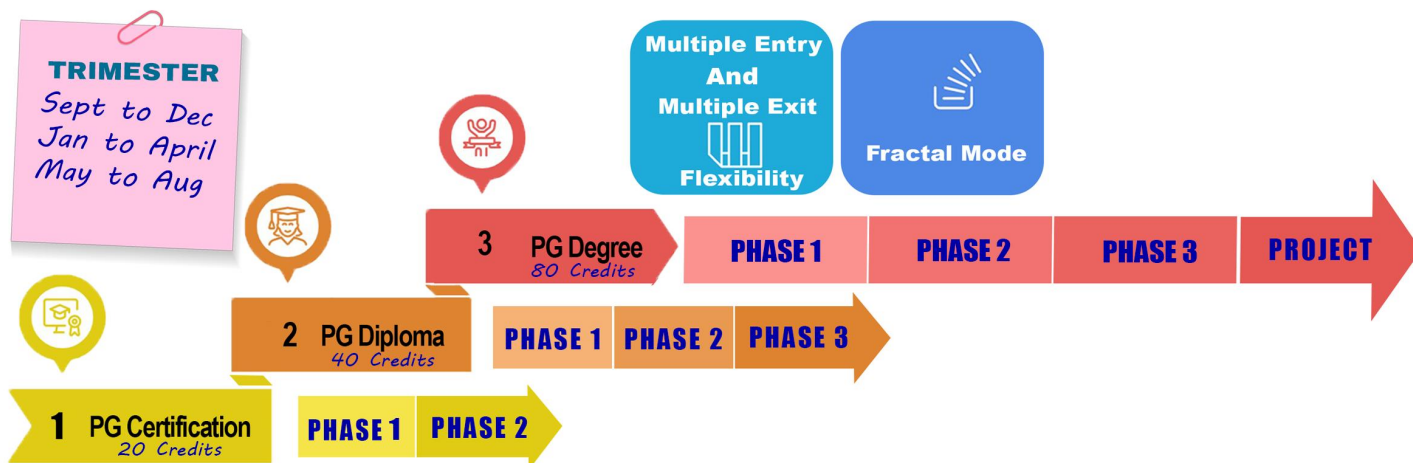 TRIMESTER
Sept to Dec
Jan to April
May to Aug
Multiple Entry
And
Multiple Exit
Flexibility
Fractal Mode
3 PG Degree
80 Credits
PHASE 1 PHASE 2 PHASE 3 PROJECT
2 PG Diploma
40 Credits
PHASE 1 PHASE 2 PHASE 3
1 PG Certification
20 Credits
PHASE 1 PHASE 2